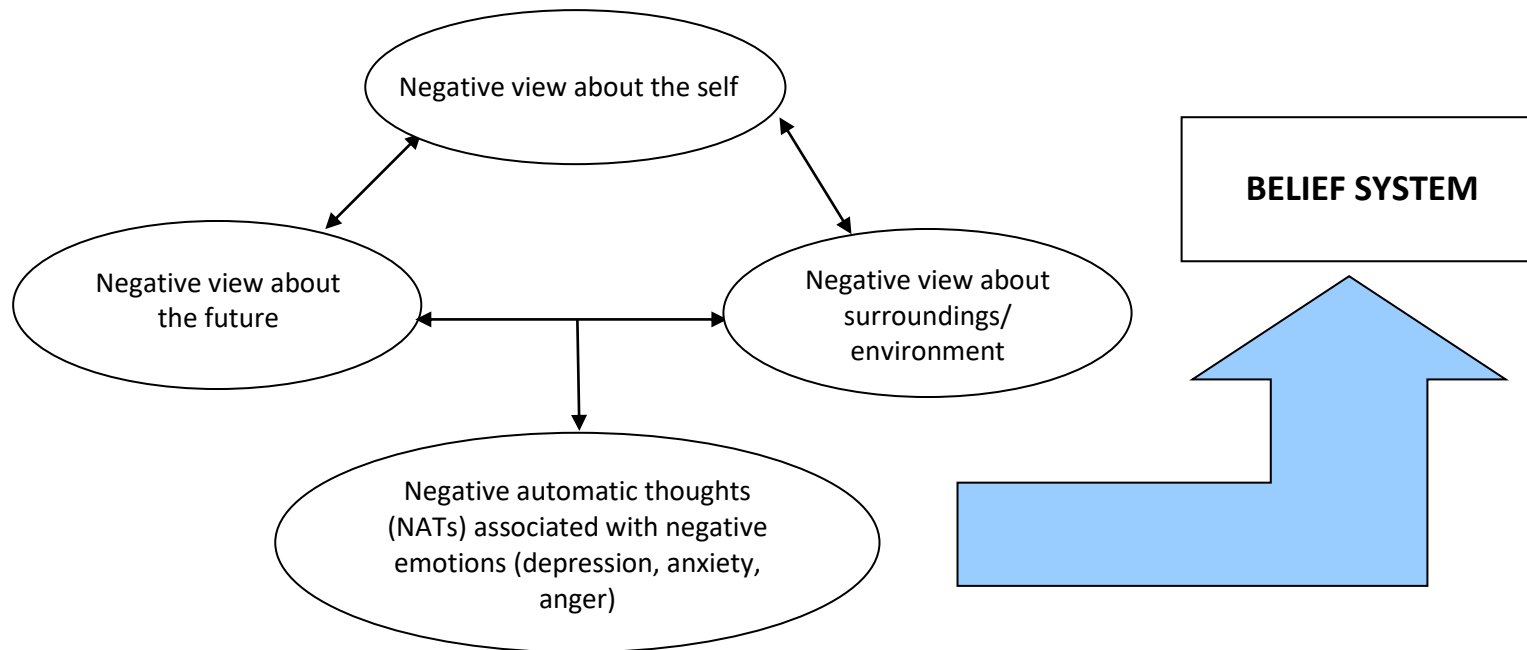 Negative view about the self
BELIEF SYSTEM
Negative view about
the future
Negative view about
surroundings/
environment
Negative automatic thoughts
(NATs) associated with negative
emotions (depression, anxiety,
anger)